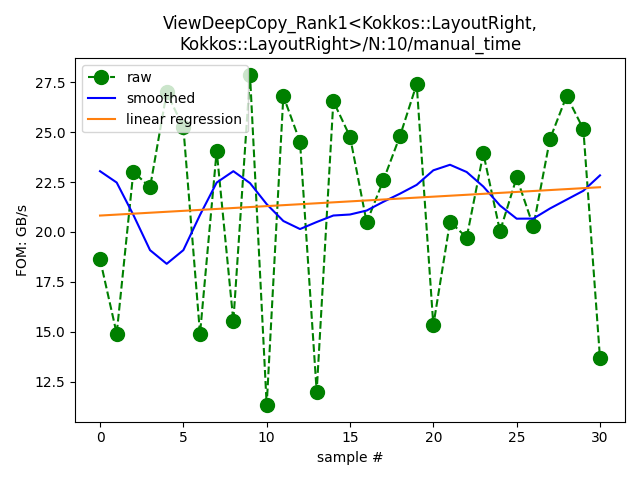 ViewDeepCopy_Rank1<Kokkos::LayoutRight,
Kokkos::LayoutRight>/N:10/manual_time
raw
smoothed
linear regression
FOM: GB/s
27.5
25.0
22.5
20.0
17.5
15.0
12.5
0
5
10
15
20
25
30
sample #